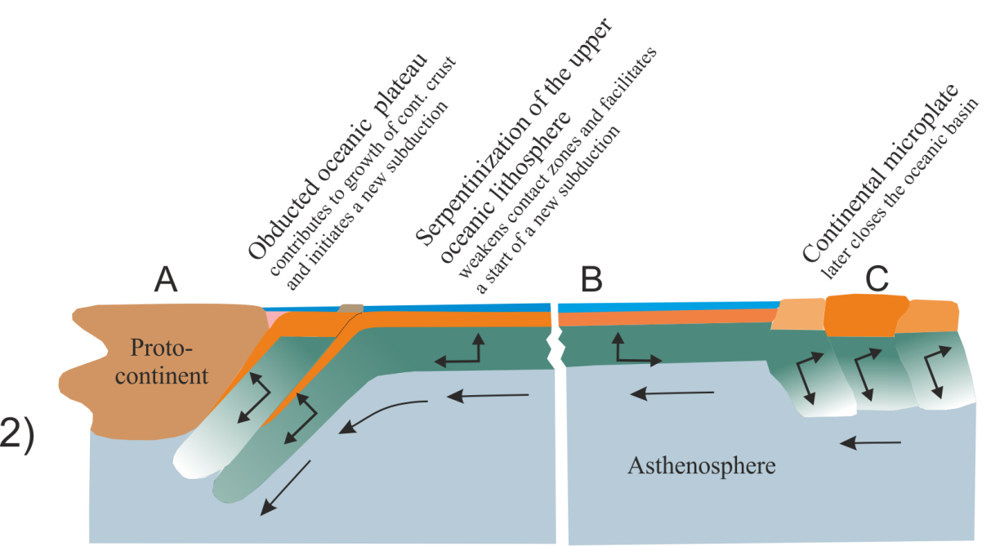 Obducted oceanic plateau
contributes to growth of cont. crust
and initiates a new subduction
Serpentinization of the upper
oceanic lithosphere
weakens contact zones and facilitates
a start of a new subduction
Continental microplate
later closes the oceanic basin
A
B
C
Proto-
continent
2)
Asthenosphere